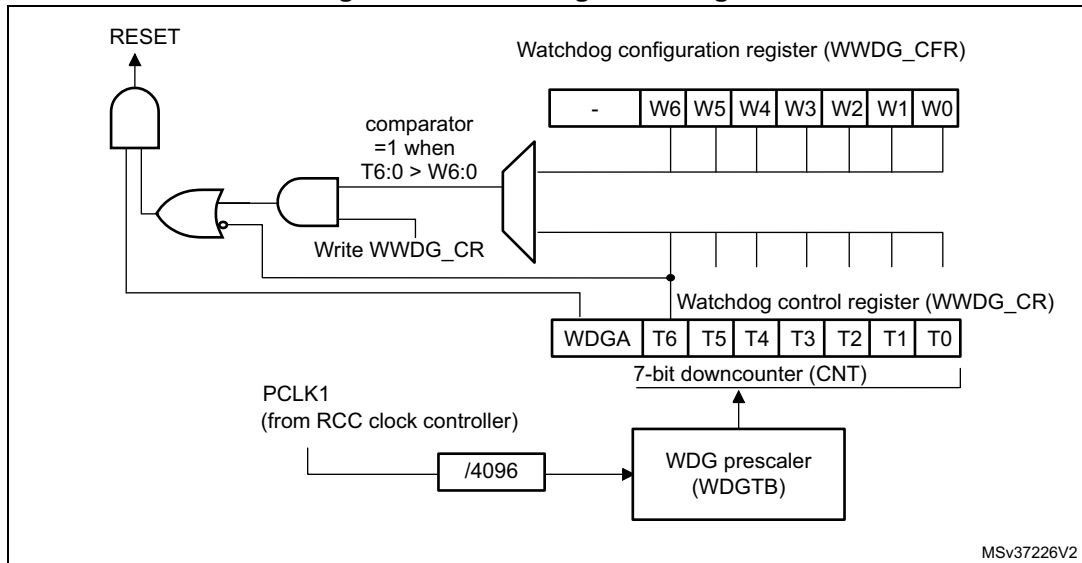 RESET
Watchdog configuration register (WWDG_CFR)
- W6 W5 W4 W3 W2 W1 W0
comparator
=1 when
T6:0 > W6:0
Write WWDG_CR
Watchdog control register (WWDG_CR)
WDGA T6 T5 T4 T3 T2 T1 T0
7-bit downcounter (CNT)
PCLK1
(from RCC clock controller)
/4096
WDG prescaler
(WDGTB)
MSv37226V2